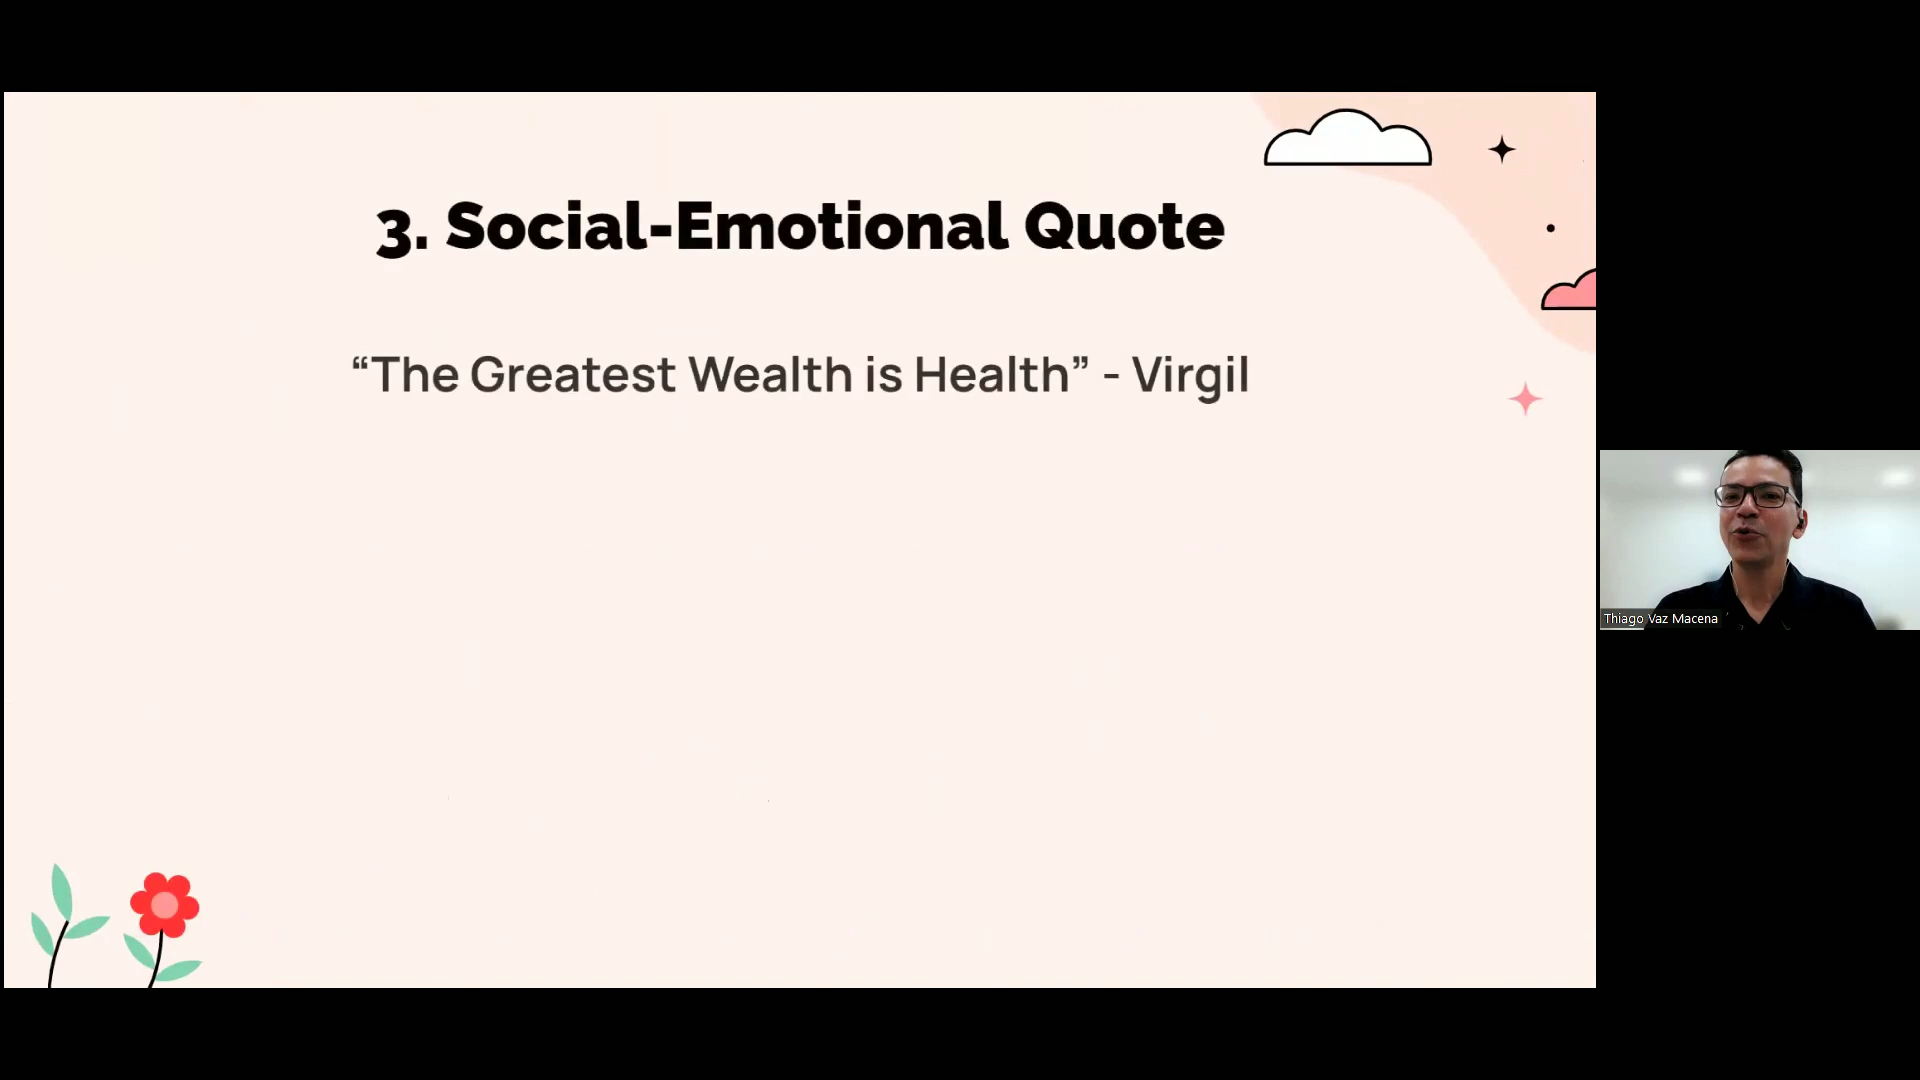 3. Social-Emotional Quote
“The Greatest Wealth is Health” - Virgil
Thiago Vaz Macena